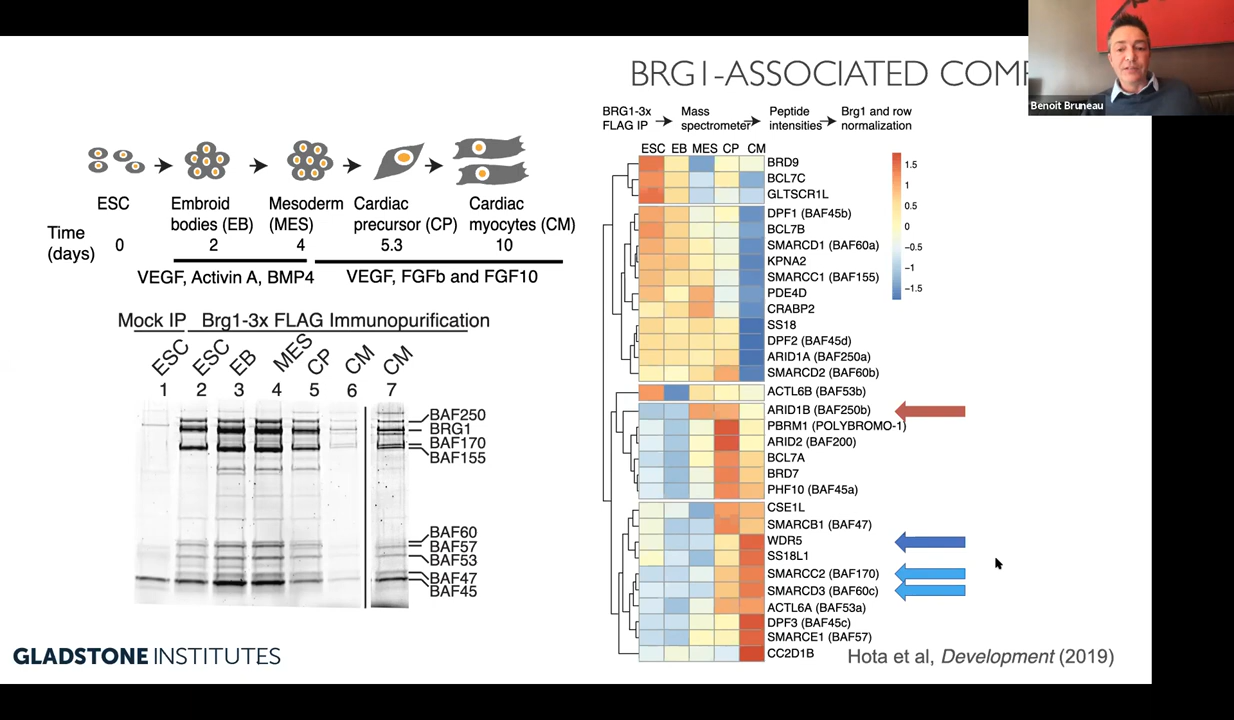 BRG1-ASSOCIATED COMP
Benoit Bruneau
BRG1-3x
FLAG IP
Mass
spectrometer
Peptide
intensities
Brg1 and row
normalization
ESC
Embroid
bodies (EB)
Mesoderm
(MES)
Cardiac
precursor (CP)
Cardiac
myocytes (CM)
Time
(days)
0
2
4
5.3
10
VEGF, Activin A, BMP4
VEGF, FGFb and FGF10
Mock IP
Brg1-3x FLAG Immunopurification
ESC
ESC
EB
MES
CP
CM
CM
1
2
3
4
5
6
7
BAF250
BRG1
BAF170
BAF155
BAF60
BAF57
BAF53
BAF47
BAF45
ESC EB MES CP CM
BRD9
BCL7C
GLTSCR1L
DPF1 (BAF45b)
BCL7B
SMARCD1 (BAF60a)
KPNA2
SMARCC1 (BAF155)
PDE4D
CRABP2
SS18
DPF2 (BAF45d)
ARID1A (BAF250a)
SMARCD2 (BAF60b)
ACTL6B (BAF53b)
ARID1B (BAF250b)
PBRM1 (POLYBROMO-1)
ARID2 (BAF200)
BCL7A
BRD7
PHF10 (BAF45a)
CSE1L
SMARCB1 (BAF47)
WDR5
SS18L1
SMARCC2 (BAF170)
SMARCD3 (BAF60c)
ACTL6A (BAF53a)
DPF3 (BAF45c)
SMARCE1 (BAF57)
CC2D1B
1.5
1
0.5
0
−0.5
−1
−1.5
GLADSTONE INSTITUTES
Hota et al, Development (2019)